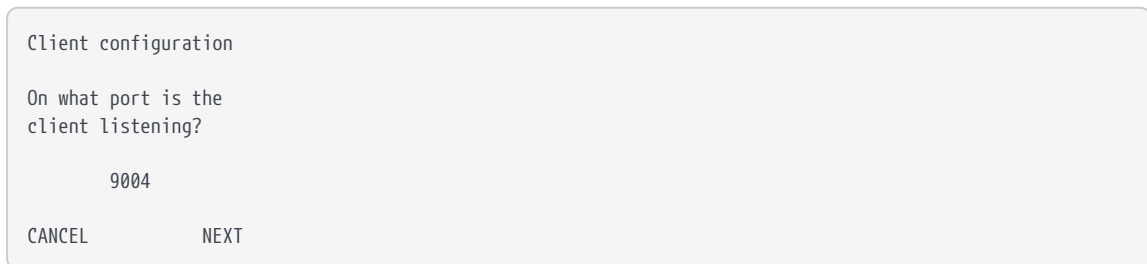 Client configuration
On what port is the
client listening?
9004
CANCEL NEXT